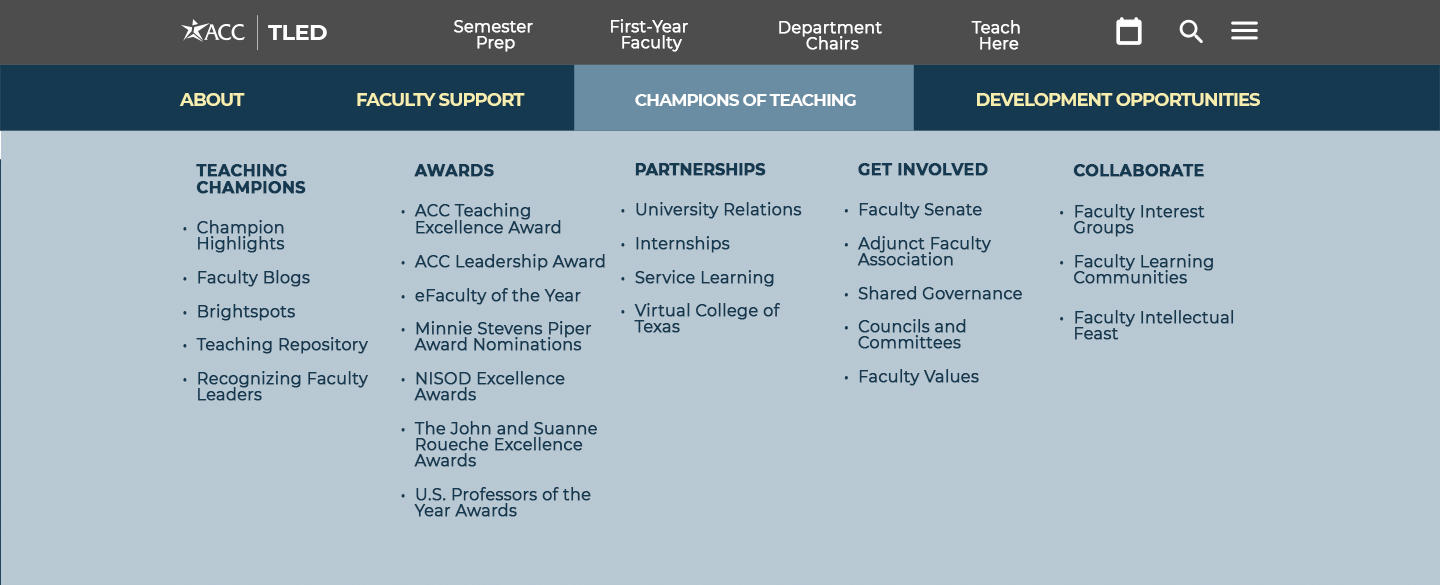 ACC TLED
Semester
Prep
First-Year
Faculty
Department
Chairs
Teach
Here
ABOUT
FACULTY SUPPORT
CHAMPIONS OF TEACHING
DEVELOPMENT OPPORTUNITIES
TEACHING
CHAMPIONS
• Champion
Highlights
• Faculty Blogs
• Brightspots
• Teaching Repository
• Recognizing Faculty
Leaders
AWARDS
• ACC Teaching
Excellence Award
• ACC Leadership Award
• eFaculty of the Year
• Minnie Stevens Piper
Award Nominations
• NISOD Excellence
Awards
• The John and Suanne
Roueche Excellence
Awards
• U.S. Professors of the
Year Awards
PARTNERSHIPS
• University Relations
• Internships
• Service Learning
• Virtual College of
Texas
GET INVOLVED
• Faculty Senate
• Adjunct Faculty
Association
• Shared Governance
• Councils and
Committees
• Faculty Values
COLLABORATE
• Faculty Interest
Groups
• Faculty Learning
Communities
• Faculty Intellectual
Feast